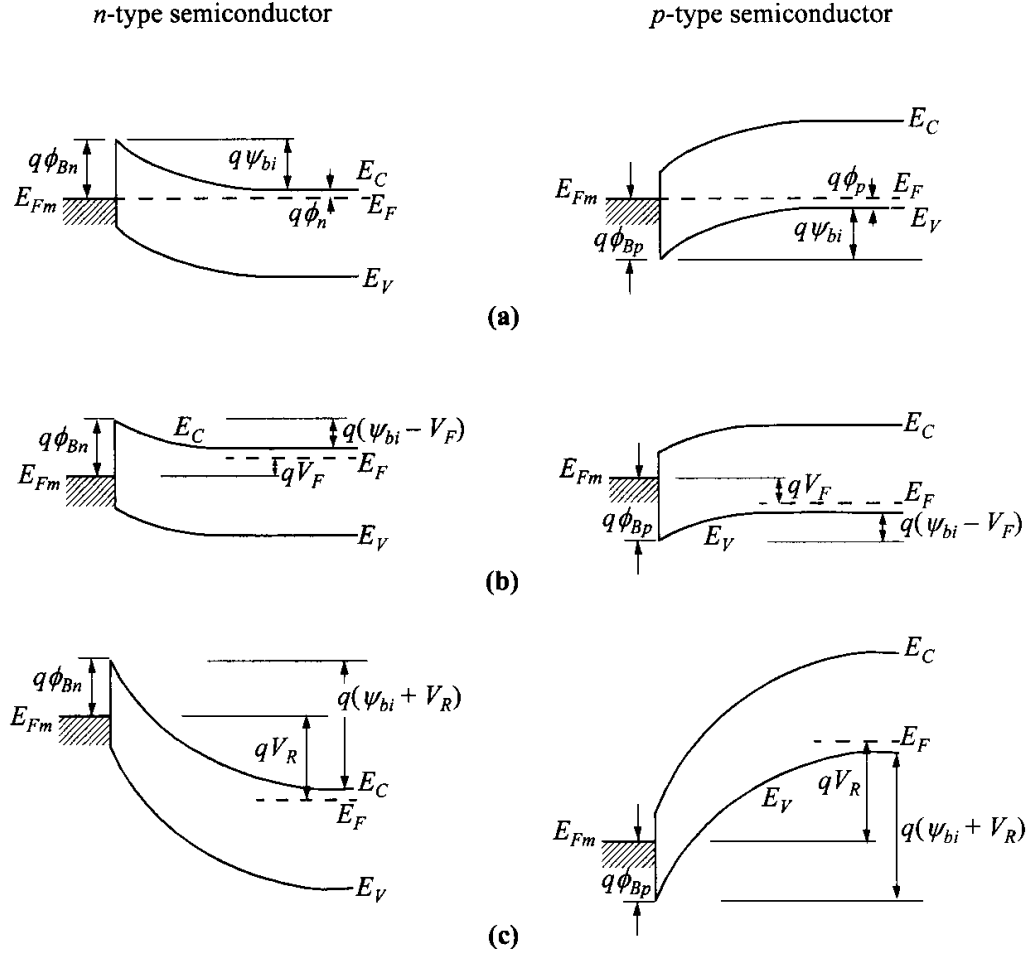 n-type semiconductor
p-type semiconductor
qϕBn
qψbi
EC
EFm
EF
qϕn
EV
EC
EFm
qϕp
EF
EV
qϕBp
qψbi
(a)
qϕBn
EC
q(ψbi − VF)
EF
EFm
qVF
EV
EC
EFm
qVF
EF
qϕBp
EV
q(ψbi − VF)
(b)
qϕBn
q(ψbi + VR)
EFm
qVR
EC
EF
EV
EC
EF
qVR
EV
EFm
q(ψbi + VR)
qϕBp
(c)